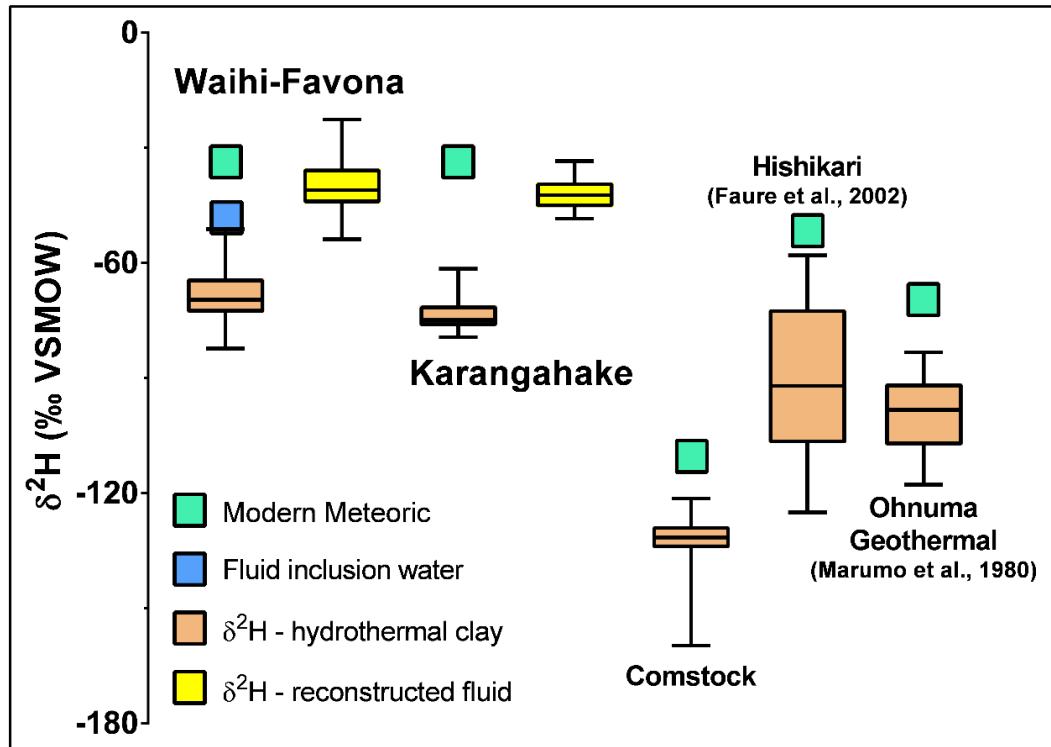 0
-60
-120
-180
δ²H (‰ VSMOW)
Waihi-Favona
Karangahake
Hishikari
(Faure et al., 2002)
Ohnuma
Geothermal
(Marumo et al., 1980)
Comstock
Modern Meteoric
Fluid inclusion water
δ²H - hydrothermal clay
δ²H - reconstructed fluid